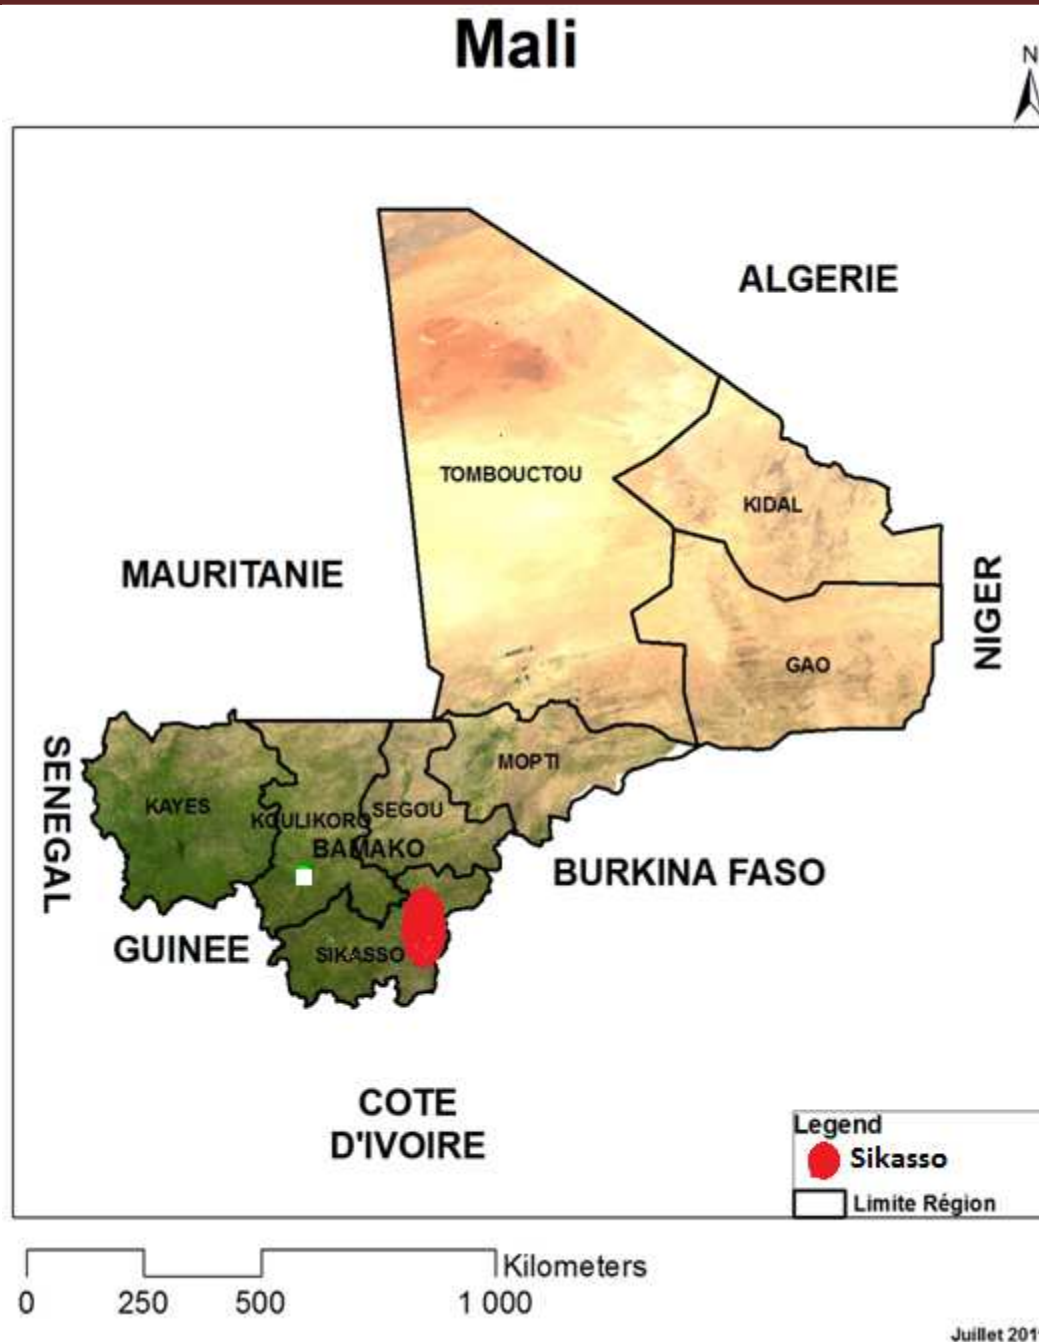 Mali
N
ALGERIE
TOMBOUCTOU
KIDAL
MAURITANIE
NIGER
GAO
SENEGAL
MOPTI
KAYES
SEGOU
KOULIKORO
BAMAKO
BURKINA FASO
GUINEE
SIKASSO
COTE
D'IVOIRE
Legend
Sikasso
Limite Région
Kilometers
0 250 500 1 000
Juillet